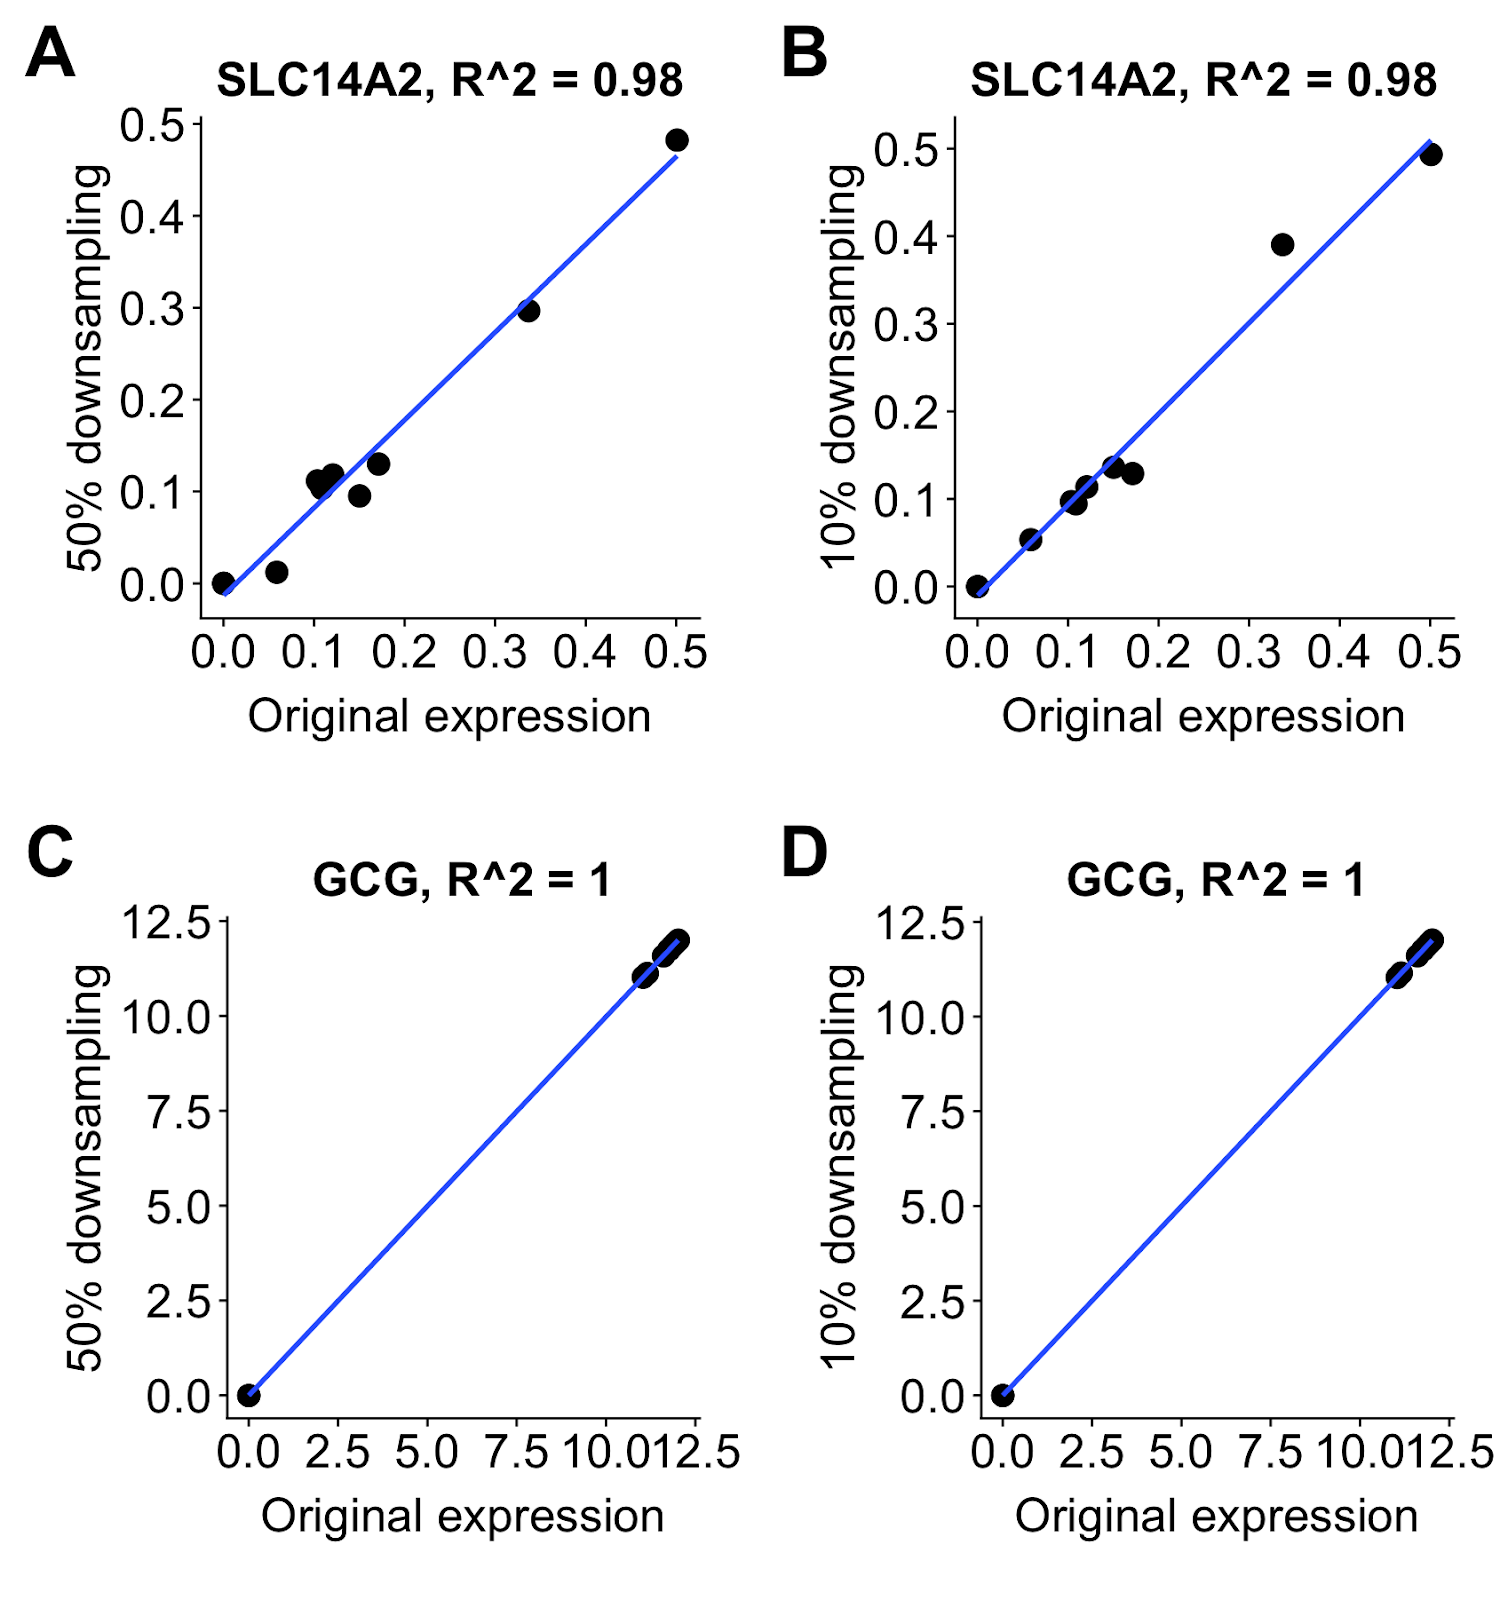 A
SLC14A2, R^2 = 0.98
0.5
0.4
0.3
0.2
0.1
0.0
50% downsampling
0.0 0.1 0.2 0.3 0.4 0.5
Original expression
B
SLC14A2, R^2 = 0.98
0.5
0.4
0.3
0.2
0.1
0.0
10% downsampling
0.0 0.1 0.2 0.3 0.4 0.5
Original expression
C
GCG, R^2 = 1
12.5
10.0
7.5
5.0
2.5
0.0
50% downsampling
0.0 2.5 5.0 7.5 10.0 12.5
Original expression
D
GCG, R^2 = 1
12.5
10.0
7.5
5.0
2.5
0.0
10% downsampling
0.0 2.5 5.0 7.5 10.0 12.5
Original expression